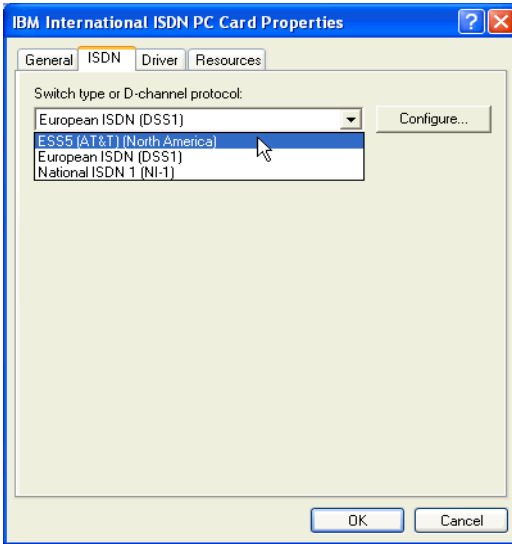 IBM International ISDN PC Card Properties
General ISDN Driver Resources
Switch type or D-channel protocol:
European ISDN (DSS1) Configure...
ESS5 (AT&T) (North America)
European ISDN (DSS1)
National ISDN 1 (NI-1)
OK Cancel